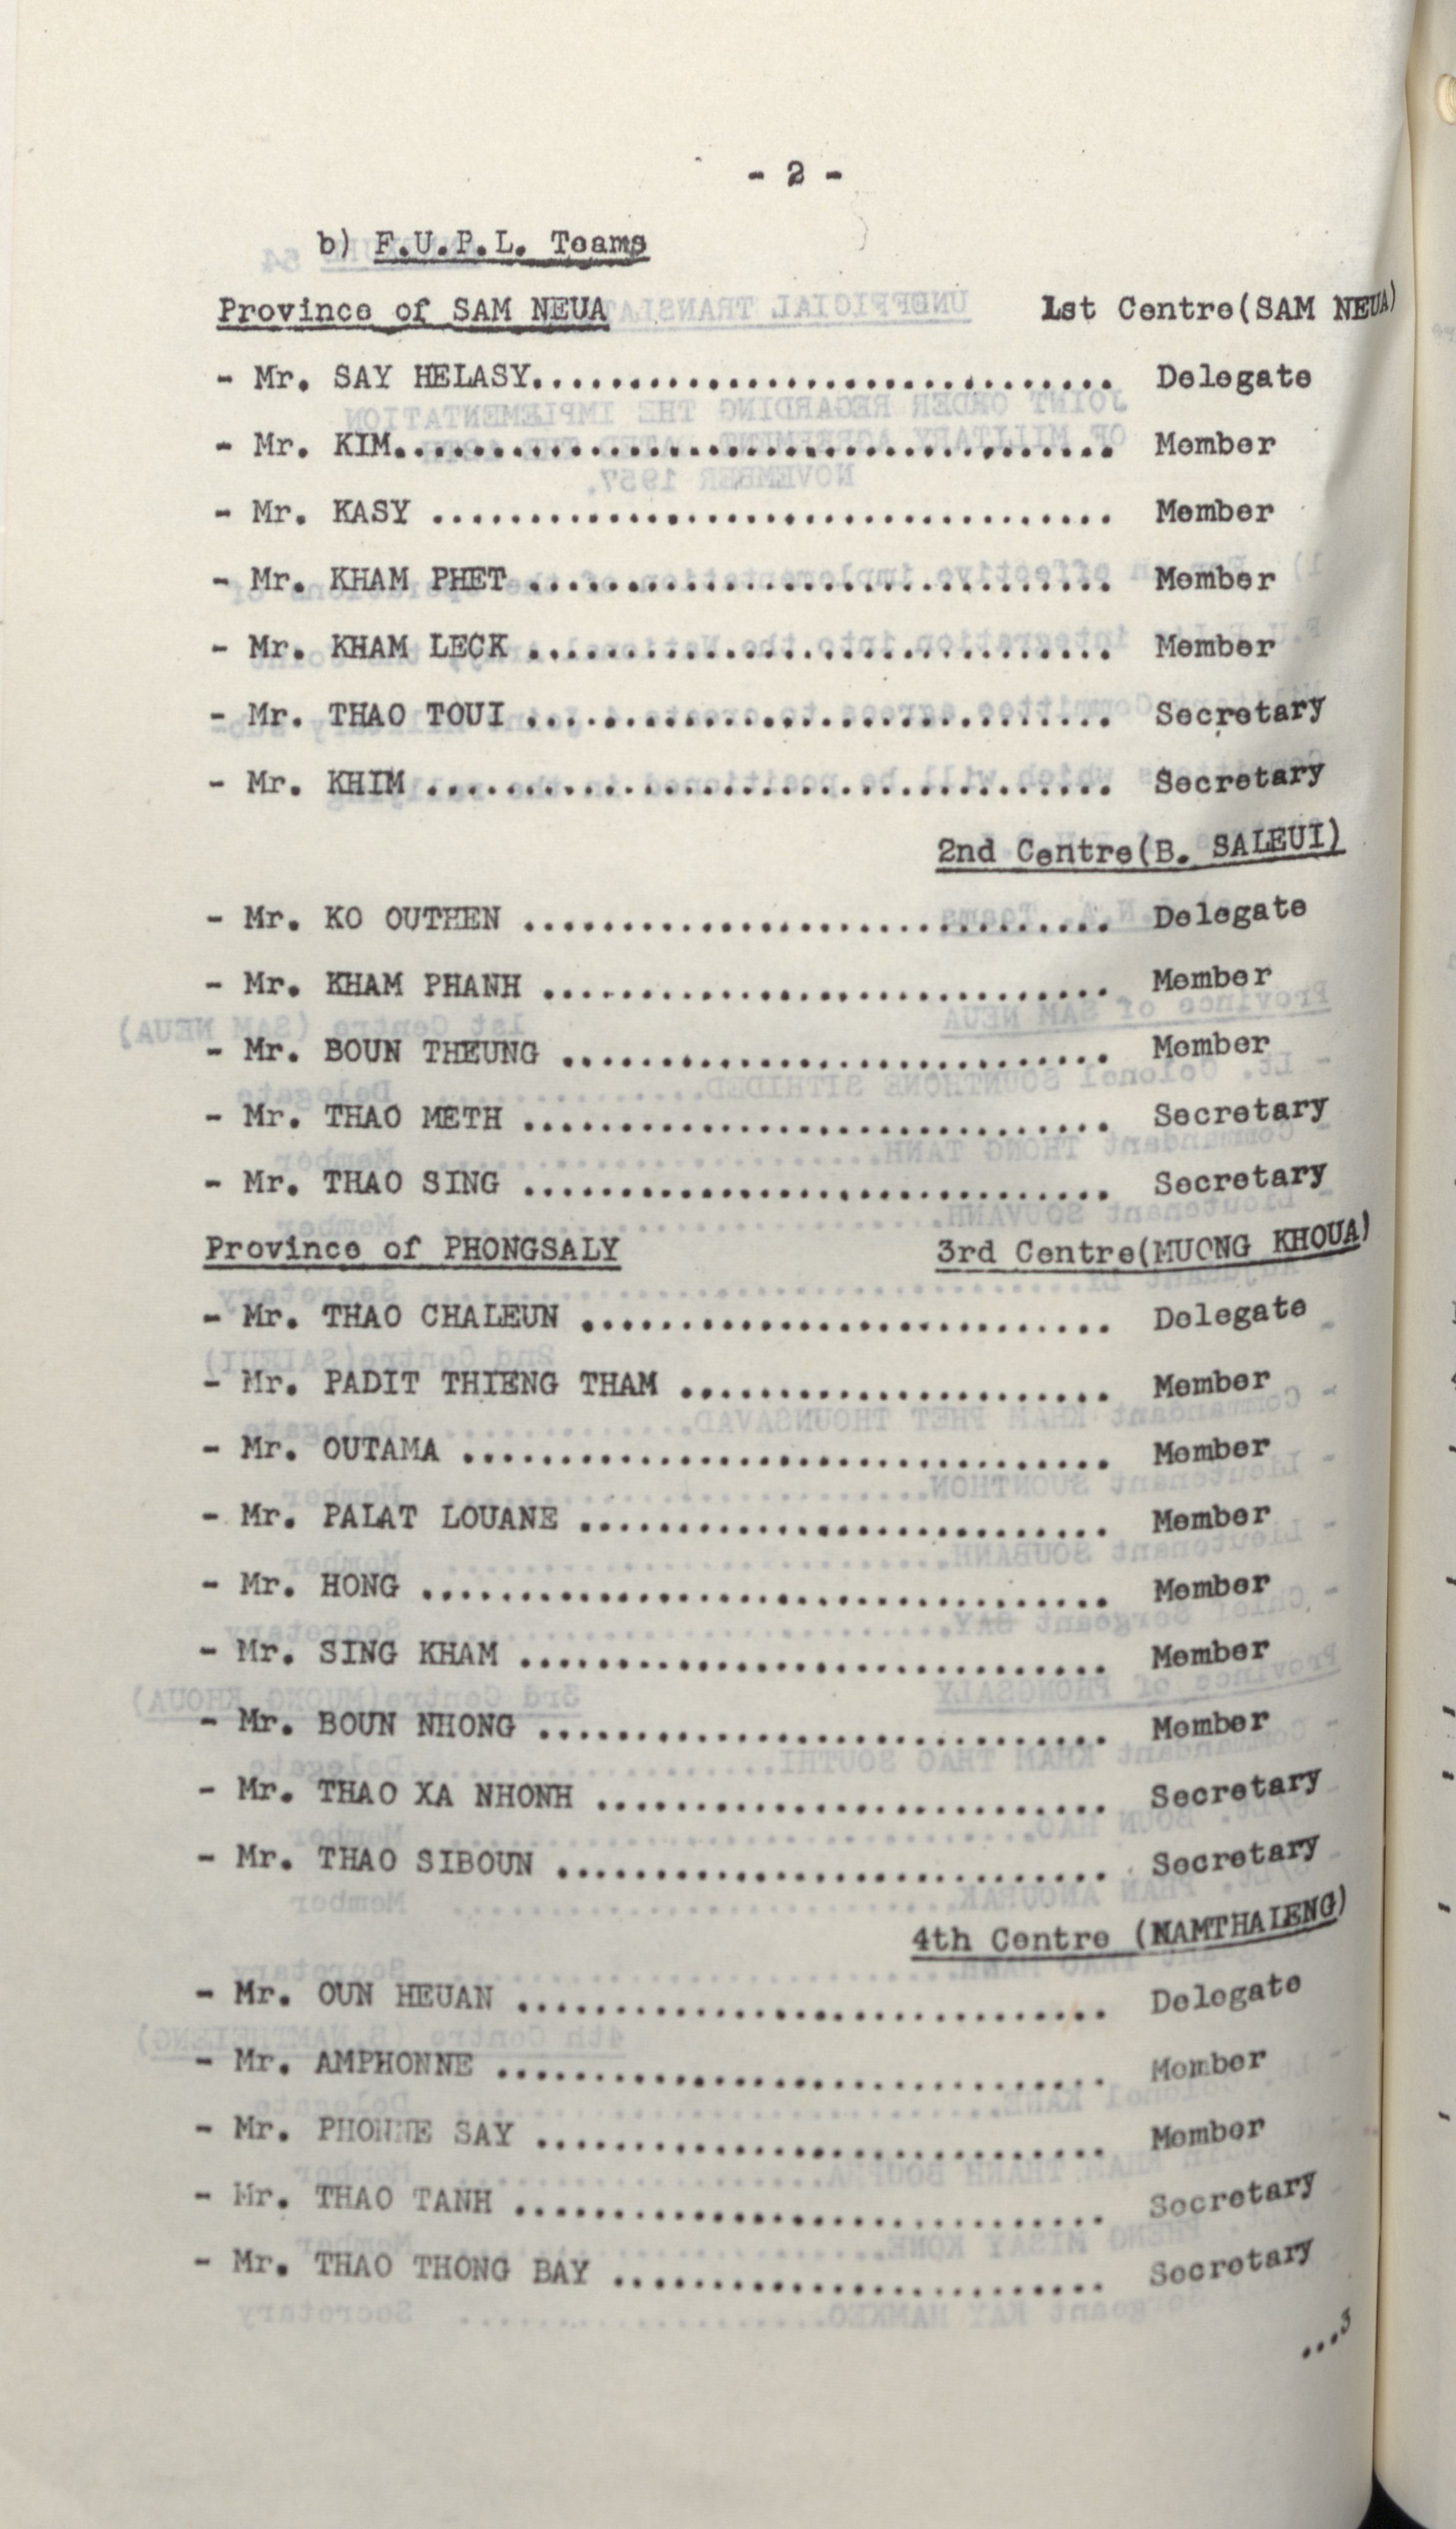 - 2 -
b) F.U.P.L. Teams
Province of SAM NEUA 1st Centre(SAM NEUA)
- Mr. SAY HELASY.............................. Delegate
- Mr. KIM..................................... Member
- Mr. KASY ................................... Member
- Mr. KHAM PHET .............................. Member
- Mr. KHAM LECK .............................. Member
- Mr. THAO TOUI .............................. Secretary
- Mr. KHIM ................................... Secretary
2nd Centre(B. SALEUI)
- Mr. KO OUTHEN .............................. Delegate
- Mr. KHAM PHANH ............................. Member
- Mr. BOUN THEUNG ............................ Member
- Mr. THAO METH .............................. Secretary
- Mr. THAO SING .............................. Secretary
Province of PHONGSALY 3rd Centre(MUONG KHOUA)
- Mr. THAO CHALEUN ........................... Delegate
- Mr. PADIT THIENG THAM ...................... Member
- Mr. OUTAMA ................................. Member
- Mr. PALAT LOUANE ........................... Member
- Mr. HONG ................................... Member
- Mr. SING KHAM .............................. Member
- Mr. BOUN NHONG ............................. Member
- Mr. THAO XA NHONH .......................... Secretary
- Mr. THAO SIBOUN ............................ Secretary
4th Centre (NAMTHALENG)
- Mr. OUN HEUAN .............................. Delegate
- Mr. AMPHONNE ............................... Member
- Mr. PHONNE SAY ............................. Member
- Mr. THAO TANH .............................. Secretary
- Mr. THAO THONG BAY ......................... Secretary
...3